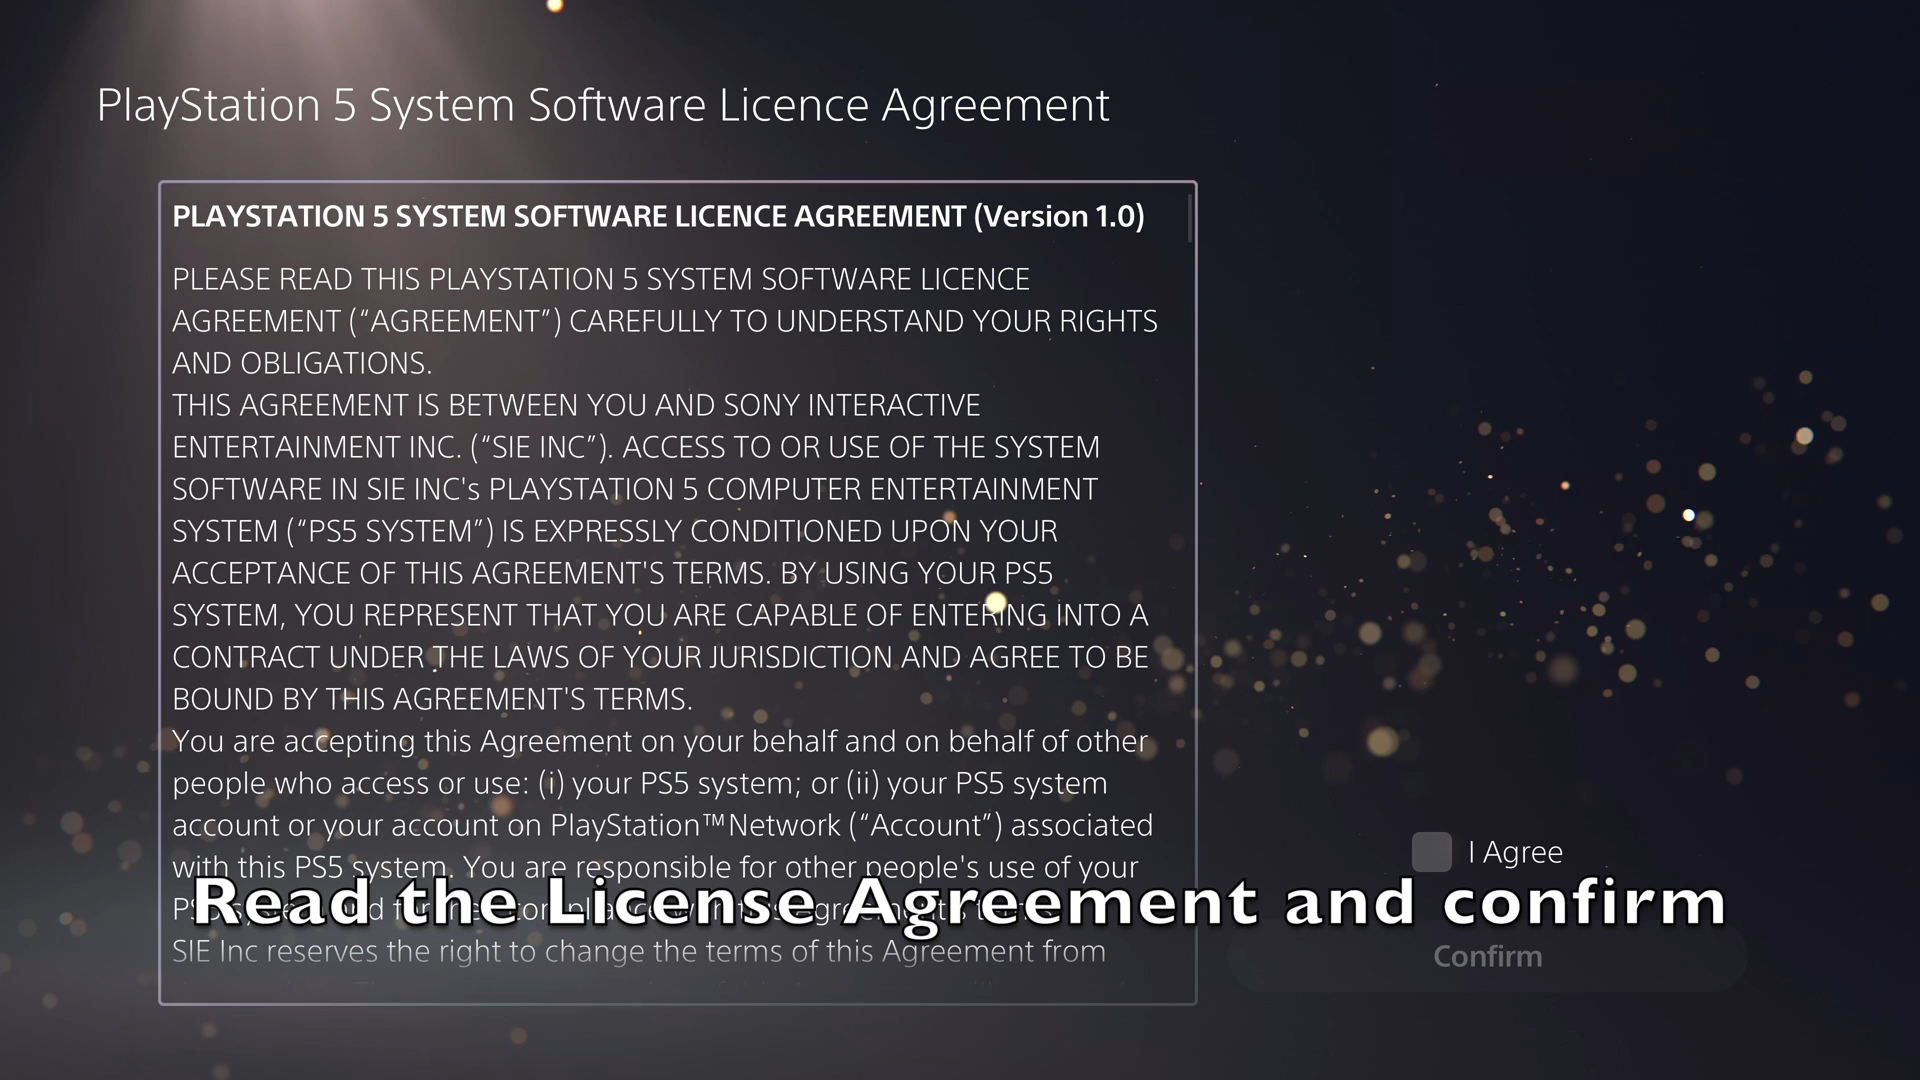 PlayStation 5 System Software Licence Agreement
PLAYSTATION 5 SYSTEM SOFTWARE LICENCE AGREEMENT (Version 1.0)
PLEASE READ THIS PLAYSTATION 5 SYSTEM SOFTWARE LICENCE
AGREEMENT (“AGREEMENT”) CAREFULLY TO UNDERSTAND YOUR RIGHTS
AND OBLIGATIONS.
THIS AGREEMENT IS BETWEEN YOU AND SONY INTERACTIVE
ENTERTAINMENT INC. (“SIE INC”). ACCESS TO OR USE OF THE SYSTEM
SOFTWARE IN SIE INC's PLAYSTATION 5 COMPUTER ENTERTAINMENT
SYSTEM (“PS5 SYSTEM”) IS EXPRESSLY CONDITIONED UPON YOUR
ACCEPTANCE OF THIS AGREEMENT'S TERMS. BY USING YOUR PS5
SYSTEM, YOU REPRESENT THAT YOU ARE CAPABLE OF ENTERING INTO A
CONTRACT UNDER THE LAWS OF YOUR JURISDICTION AND AGREE TO BE
BOUND BY THIS AGREEMENT'S TERMS.
You are accepting this Agreement on your behalf and on behalf of other
people who access or use: (i) your PS5 system; or (ii) your PS5 system
account or your account on PlayStation™Network (“Account”) associated
with this PS5 system. You are responsible for other people's use of your
SIE Inc reserves the right to change the terms of this Agreement from
I Agree
Read the License Agreement and confirm
Confirm